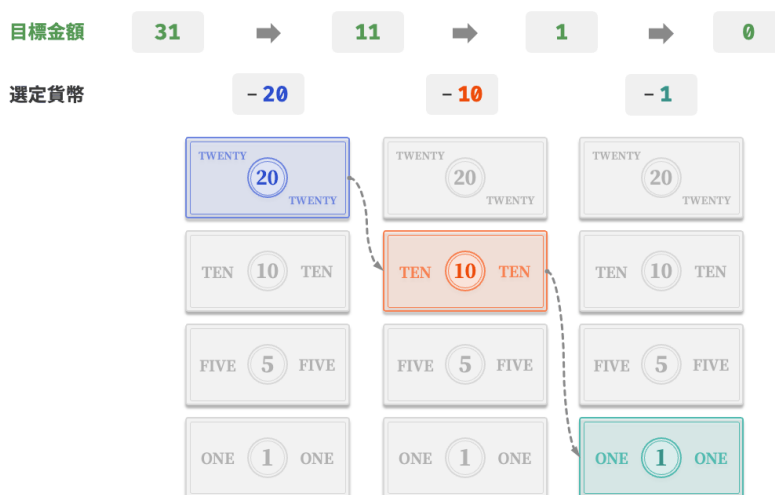 目標金額 31 11 1 0
選定貨幣 -20 -10 -1
TWENTY 20 TWENTY TWENTY 20 TWENTY TWENTY 20 TWENTY
TEN 10 TEN TEN 10 TEN TEN 10 TEN
FIVE 5 FIVE FIVE 5 FIVE FIVE 5 FIVE
ONE 1 ONE ONE 1 ONE ONE 1 ONE